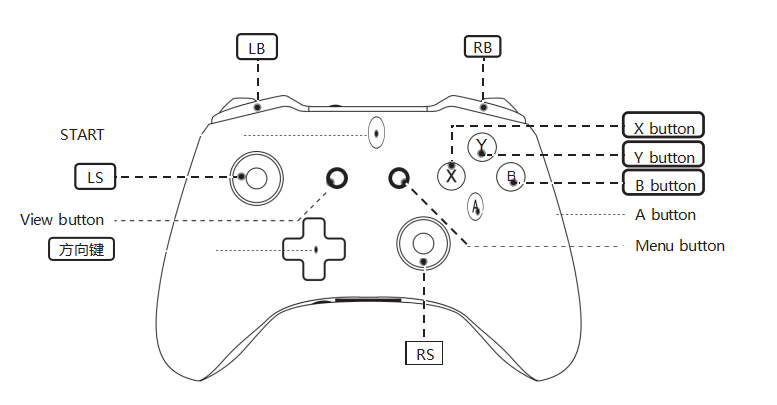 LB
RB
START
X button
Y
Y button
LS
X
B
B button
A
View button
A button
方向键
Menu button
RS